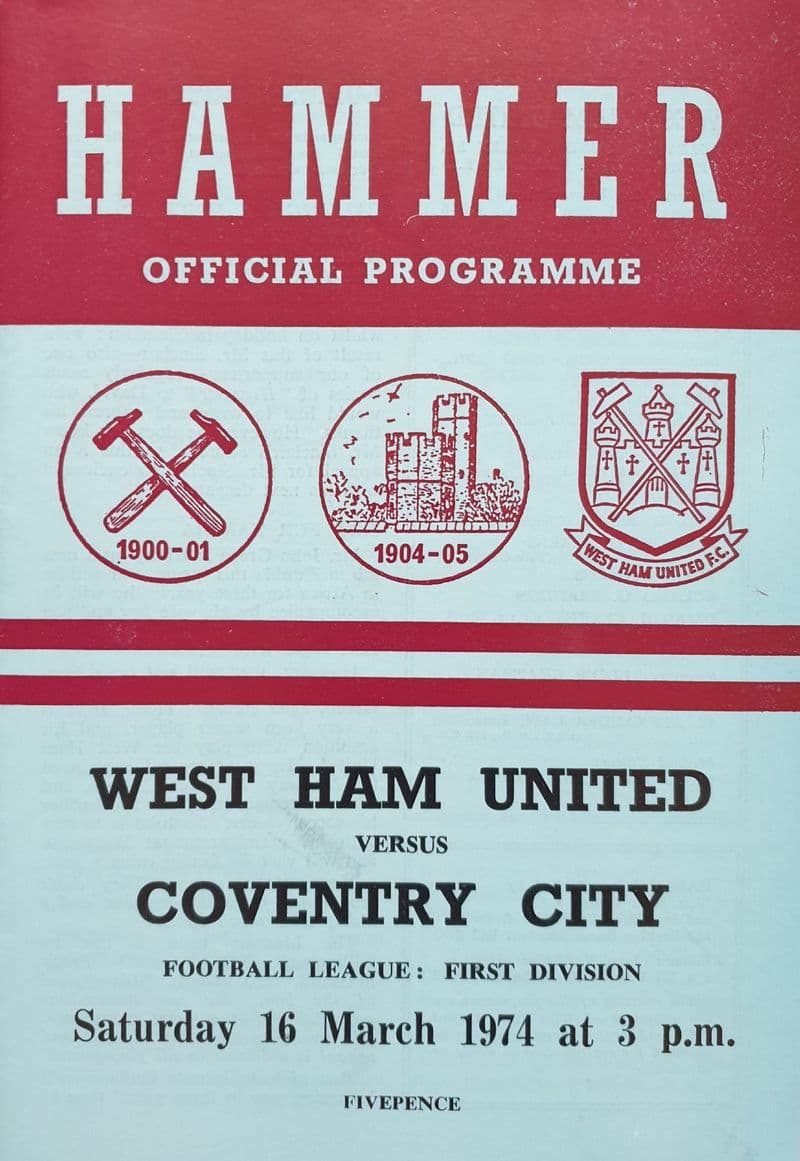 HAMMER
OFFICIAL PROGRAMME
1900-01
1904-05
WEST HAM UNITED F.C.
WEST HAM UNITED
VERSUS
COVENTRY CITY
FOOTBALL LEAGUE: FIRST DIVISION
Saturday 16 March 1974 at 3 p.m.
FIVEPENCE